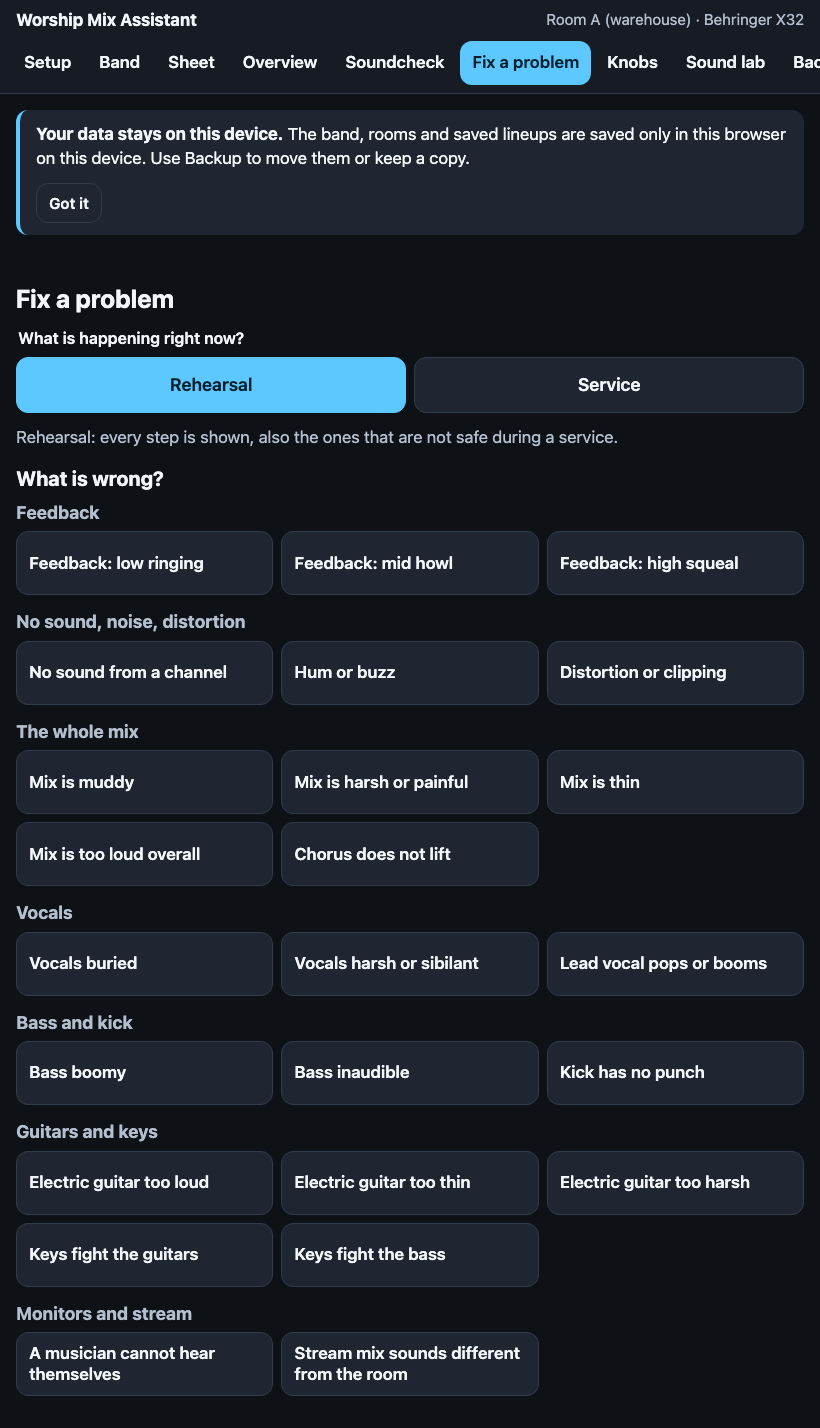 Worship Mix Assistant
Room A (warehouse) · Behringer X32
Setup
Band
Sheet
Overview
Soundcheck
Fix a problem
Knobs
Sound lab
Your data stays on this device. The band, rooms and saved lineups are saved only in this browser
on this device. Use Backup to move them or keep a copy.
Got it
Fix a problem
What is happening right now?
Rehearsal
Service
Rehearsal: every step is shown, also the ones that are not safe during a service.
What is wrong?
Feedback
Feedback: low ringing
Feedback: mid howl
Feedback: high squeal
No sound, noise, distortion
No sound from a channel
Hum or buzz
Distortion or clipping
The whole mix
Mix is muddy
Mix is harsh or painful
Mix is thin
Mix is too loud overall
Chorus does not lift
Vocals
Vocals buried
Vocals harsh or sibilant
Lead vocal pops or booms
Bass and kick
Bass boomy
Bass inaudible
Kick has no punch
Guitars and keys
Electric guitar too loud
Electric guitar too thin
Electric guitar too harsh
Keys fight the guitars
Keys fight the bass
Monitors and stream
A musician cannot hear
themselves
Stream mix sounds different
from the room